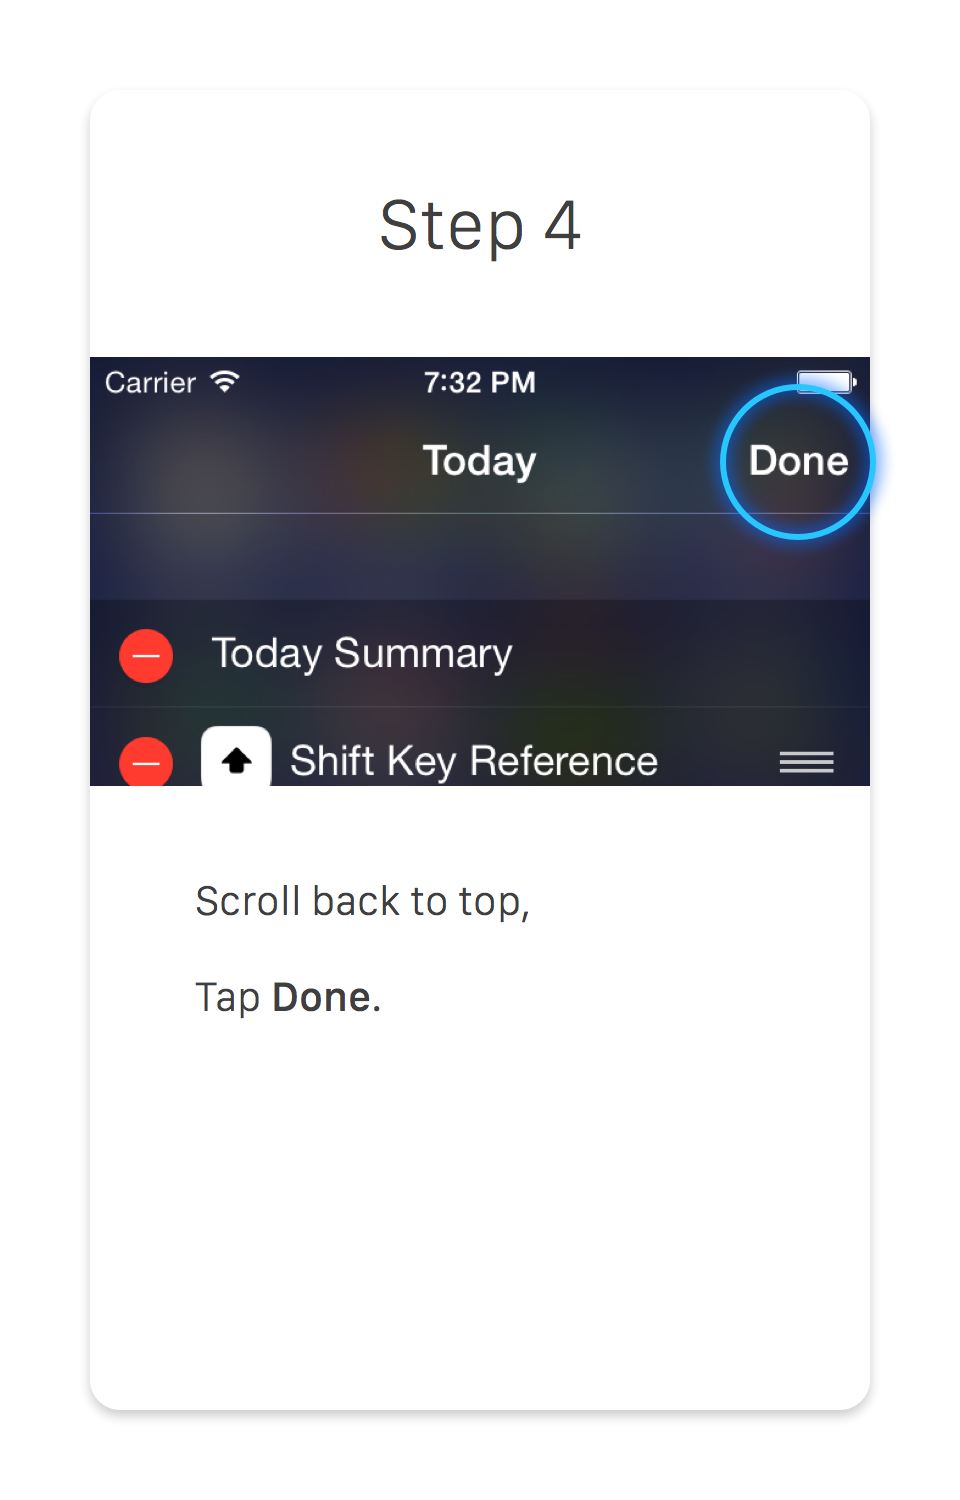 Step 4
Carrier 7:32 PM
Today Done
Today Summary
Shift Key Reference
Scroll back to top,
Tap Done.